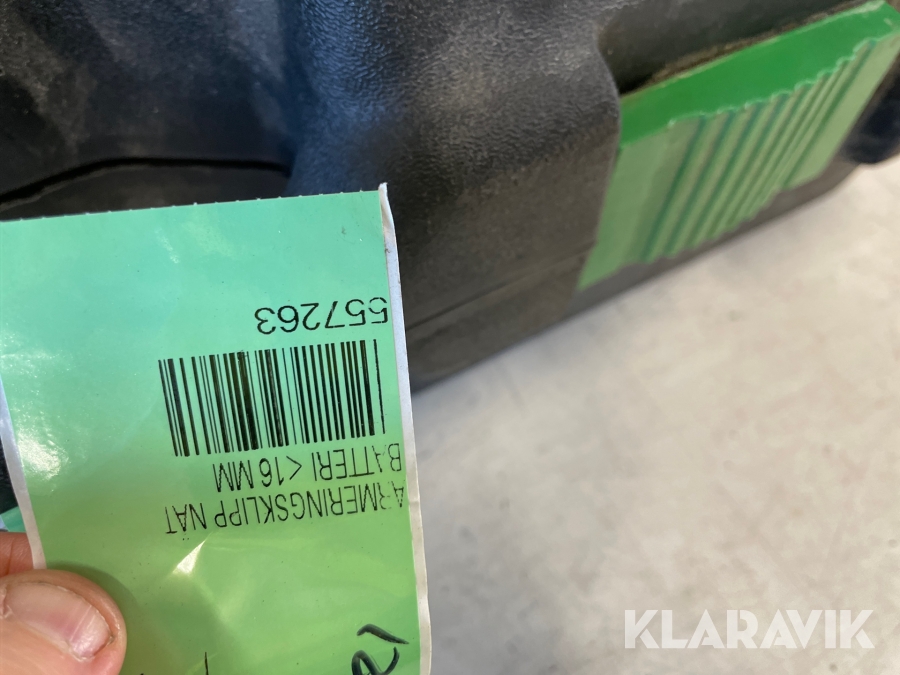 ARMERINGSKLIPP NÄT
BATTERI <16 MM
557263
KLARAVIK